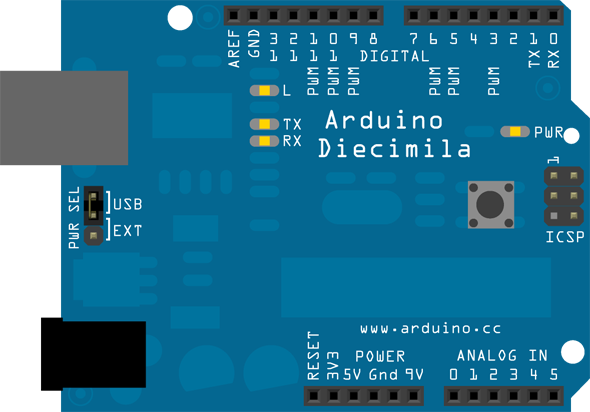 AREF
GND
13
12
11
10
9
8
7
6
5
4
3
2
1
0
TX
RX
PWM
PWM
PWM
DIGITAL
PWM
PWM
PWM
L
TX
RX
Arduino
Diecimila
PWR
1
PWR SEL
USB
EXT
ICSP
www.arduino.cc
RESET
3V3
POWER
5V Gnd 9V
ANALOG IN
0 1 2 3 4 5